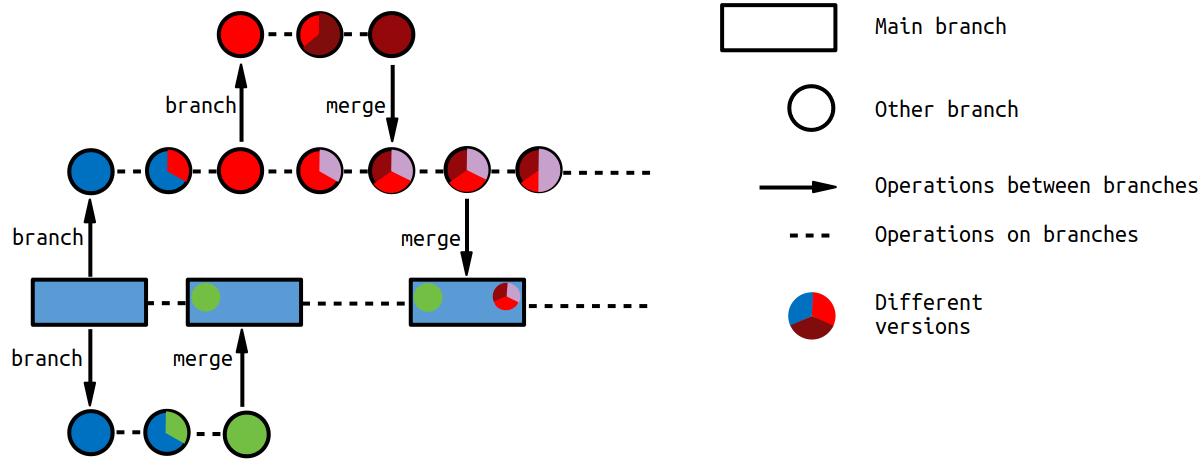 Main branch
branch
merge
Other branch
Operations between branches
branch
merge
Operations on branches
Different
versions
branch
merge